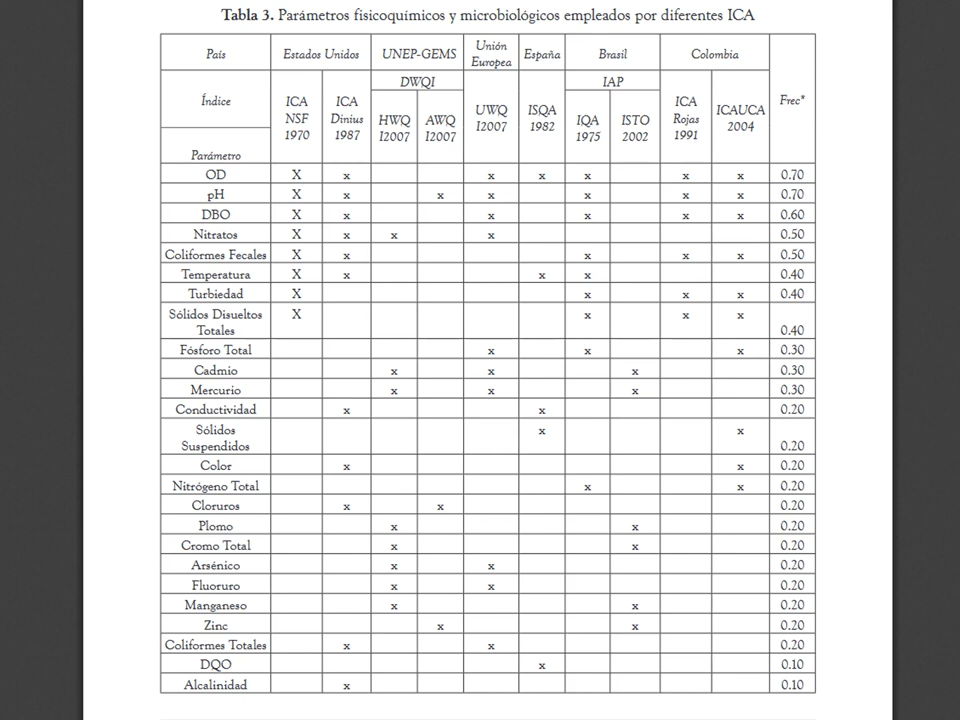 Tabla 3. Parámetros fisicoquímicos y microbiológicos empleados por diferentes ICA
País Estados Unidos UNEP-GEMS Unión Europea España Brasil Colombia Frec*
DWQI IAP
Índice ICA NSF 1970 ICA Dinius 1987 HWQ I2007 AWQ I2007 UWQ I2007 ISQA 1982 IQA 1975 ISTO 2002 ICA Rojas 1991 ICAUCA 2004
Parámetro
OD X x x x x x x 0.70
pH X x x x x x x 0.70
DBO X x x x x x 0.60
Nitratos X x x x 0.50
Coliformes Fecales X x x x x 0.50
Temperatura X x x x 0.40
Turbiedad X x x x 0.40
Sólidos Disueltos Totales X x x x 0.40
Fósforo Total x x x 0.30
Cadmio x x x 0.30
Mercurio x x x 0.30
Conductividad x x 0.20
Sólidos Suspendidos x x 0.20
Color x x 0.20
Nitrógeno Total x x 0.20
Cloruros x x 0.20
Plomo x x 0.20
Cromo Total x x 0.20
Arsénico x x 0.20
Fluoruro x x 0.20
Manganeso x x 0.20
Zinc x x 0.20
Coliformes Totales x x 0.20
DQO x 0.10
Alcalinidad x 0.10